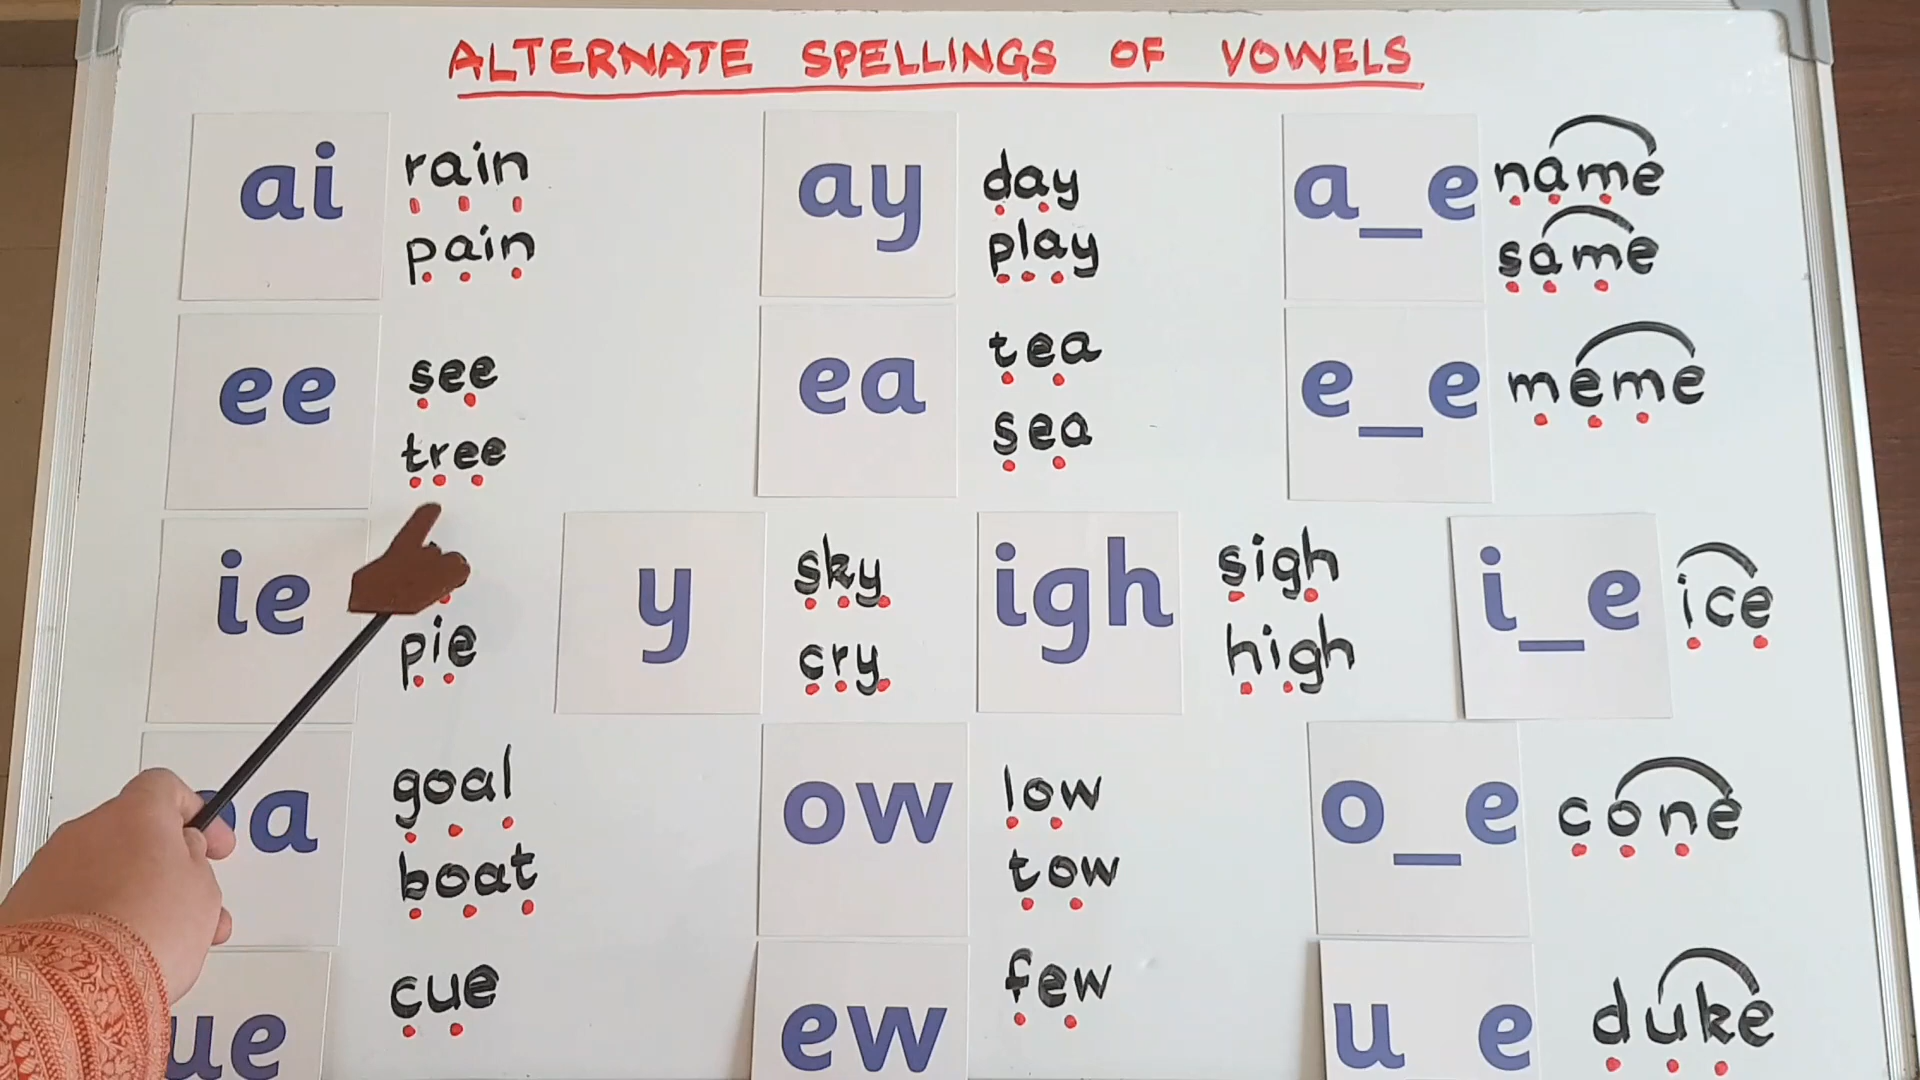 ALTERNATE SPELLINGS OF VOWELS
ai rain pain
ay day play
a_e name same
ee see tree
ea tea sea
e_e meme
ie pie
y sky cry
igh sigh high
i_e ice
oa goal boat
ow low tow
o_e cone
ue cue
ew few
u e duke